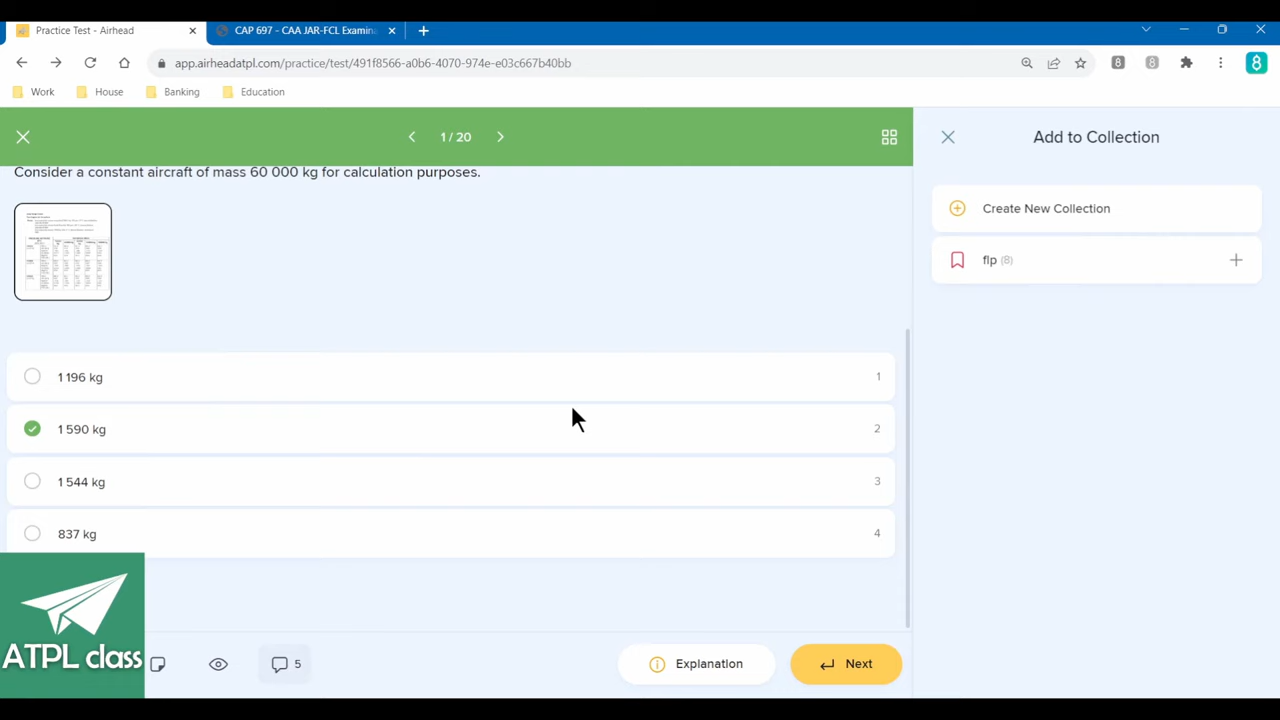 Practice Test - Airhead
CAP 697 - CAA JAR-FCL Examina
app.airheadatpl.com/practice/test/491f8566-a0b6-4070-974e-e03c667b40bb
Work
House
Banking
Education
1 / 20
Add to Collection
Consider a constant aircraft of mass 60 000 kg for calculation purposes.
Create New Collection
flp (8)
1 196 kg
1
1 590 kg
2
1 544 kg
3
837 kg
4
ATPL class
5
Explanation
Next